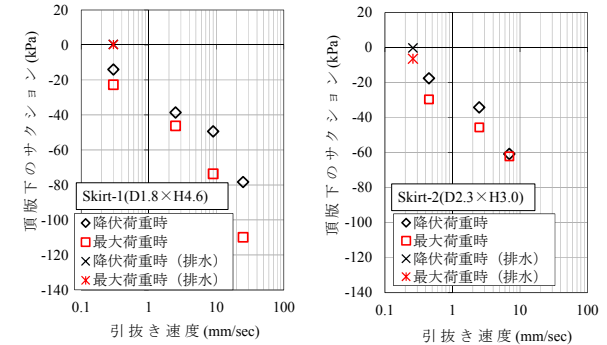 20
0
-20
-40
-60
-80
-100
-120
-140
0.1 1 10 100
頂版下のサクション(kPa)
引抜き速度(mm/sec)
Skirt-1(D1.8×H4.6)
降伏荷重時
最大荷重時
降伏荷重時（排水）
最大荷重時（排水）
20
0
-20
-40
-60
-80
-100
-120
-140
0.1 1 10 100
頂版下のサクション(kPa)
引抜き速度(mm/sec)
Skirt-2(D2.3×H3.0)
降伏荷重時
最大荷重時
降伏荷重時（排水）
最大荷重時（排水）